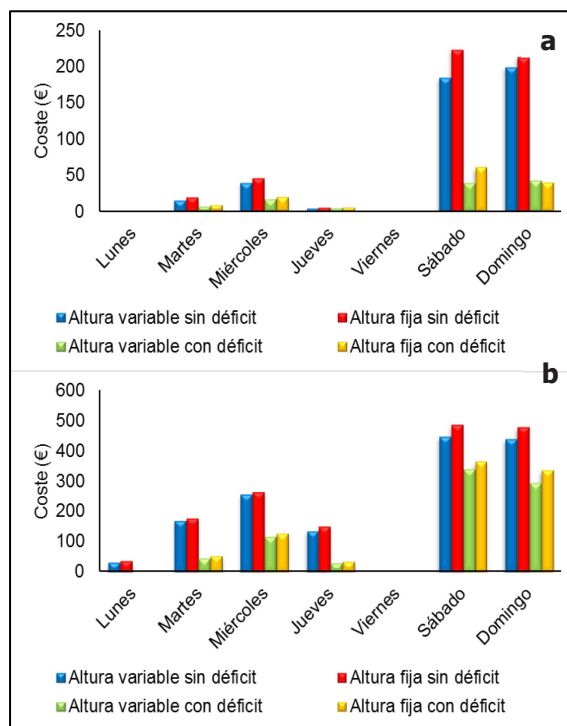 a
250
200
150
100
50
0
Coste (€)
Lunes
Martes
Miércoles
Jueves
Viernes
Sábado
Domingo
Altura variable sin déficit
Altura fija sin déficit
Altura variable con déficit
Altura fija con déficit
b
600
500
400
300
200
100
0
Coste (€)
Lunes
Martes
Miércoles
Jueves
Viernes
Sábado
Domingo
Altura variable sin déficit
Altura fija sin déficit
Altura variable con déficit
Altura fija con déficit